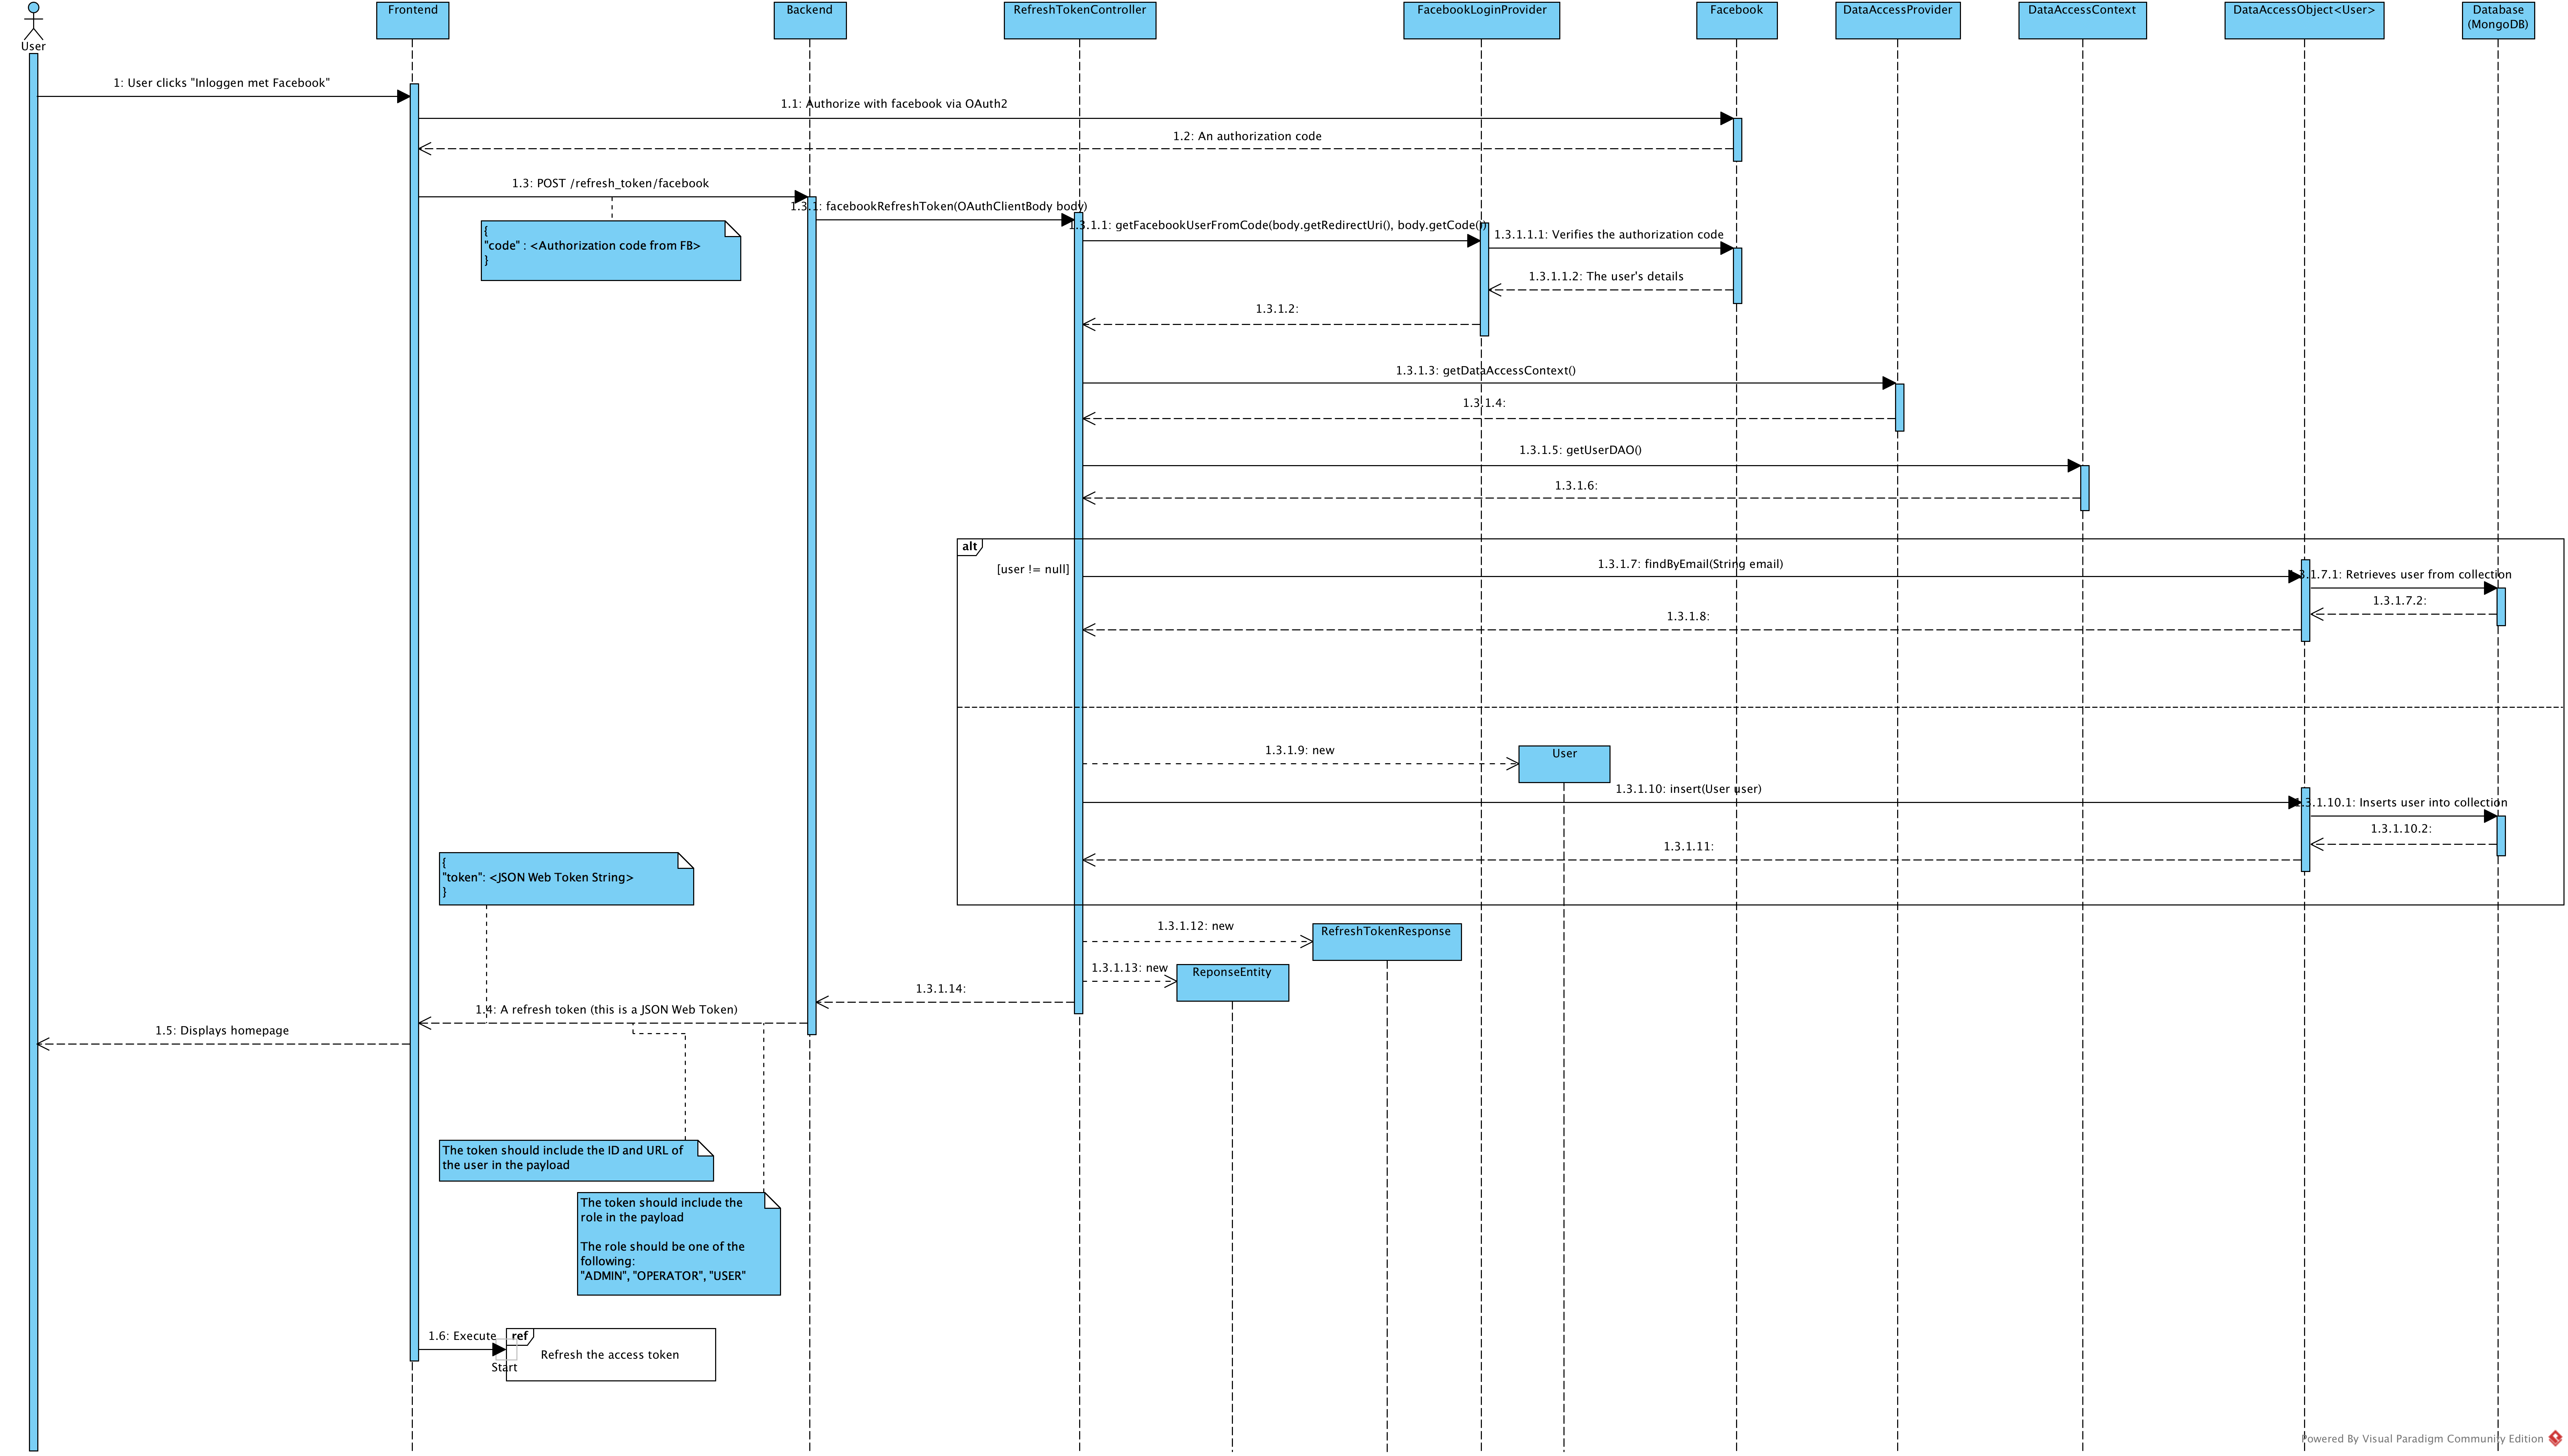 User
Frontend
Backend
RefreshTokenController
FacebookLoginProvider
Facebook
DataAccessProvider
DataAccessContext
DataAccessObject<User>
Database
(MongoDB)
1: User clicks "Inloggen met Facebook"
1.1: Authorize with facebook via OAuth2
1.2: An authorization code
1.3: POST /refresh_token/facebook
{
"code" : <Authorization code from FB>
}
1.3.1: facebookRefreshToken(OAuthClientBody body)
1.3.1.1: getFacebookUserFromCode(body.getRedirectUri(), body.getCode())
1.3.1.1.1: Verifies the authorization code
1.3.1.1.2: The user's details
1.3.1.2:
1.3.1.3: getDataAccessContext()
1.3.1.4:
1.3.1.5: getUserDAO()
1.3.1.6:
alt
[user != null]
1.3.1.7: findByEmail(String email)
1.3.1.7.1: Retrieves user from collection
1.3.1.7.2:
1.3.1.8:
1.3.1.9: new
User
1.3.1.10: insert(User user)
1.3.1.10.1: Inserts user into collection
1.3.1.10.2:
1.3.1.11:
{
"token": <JSON Web Token String>
}
1.3.1.12: new
RefreshTokenResponse
1.3.1.13: new
ReponseEntity
1.3.1.14:
1.4: A refresh token (this is a JSON Web Token)
1.5: Displays homepage
The token should include the ID and URL of
the user in the payload
The token should include the
role in the payload
The role should be one of the
following:
"ADMIN", "OPERATOR", "USER"
1.6: Execute
ref
Start
Refresh the access token
Powered By Visual Paradigm Community Edition